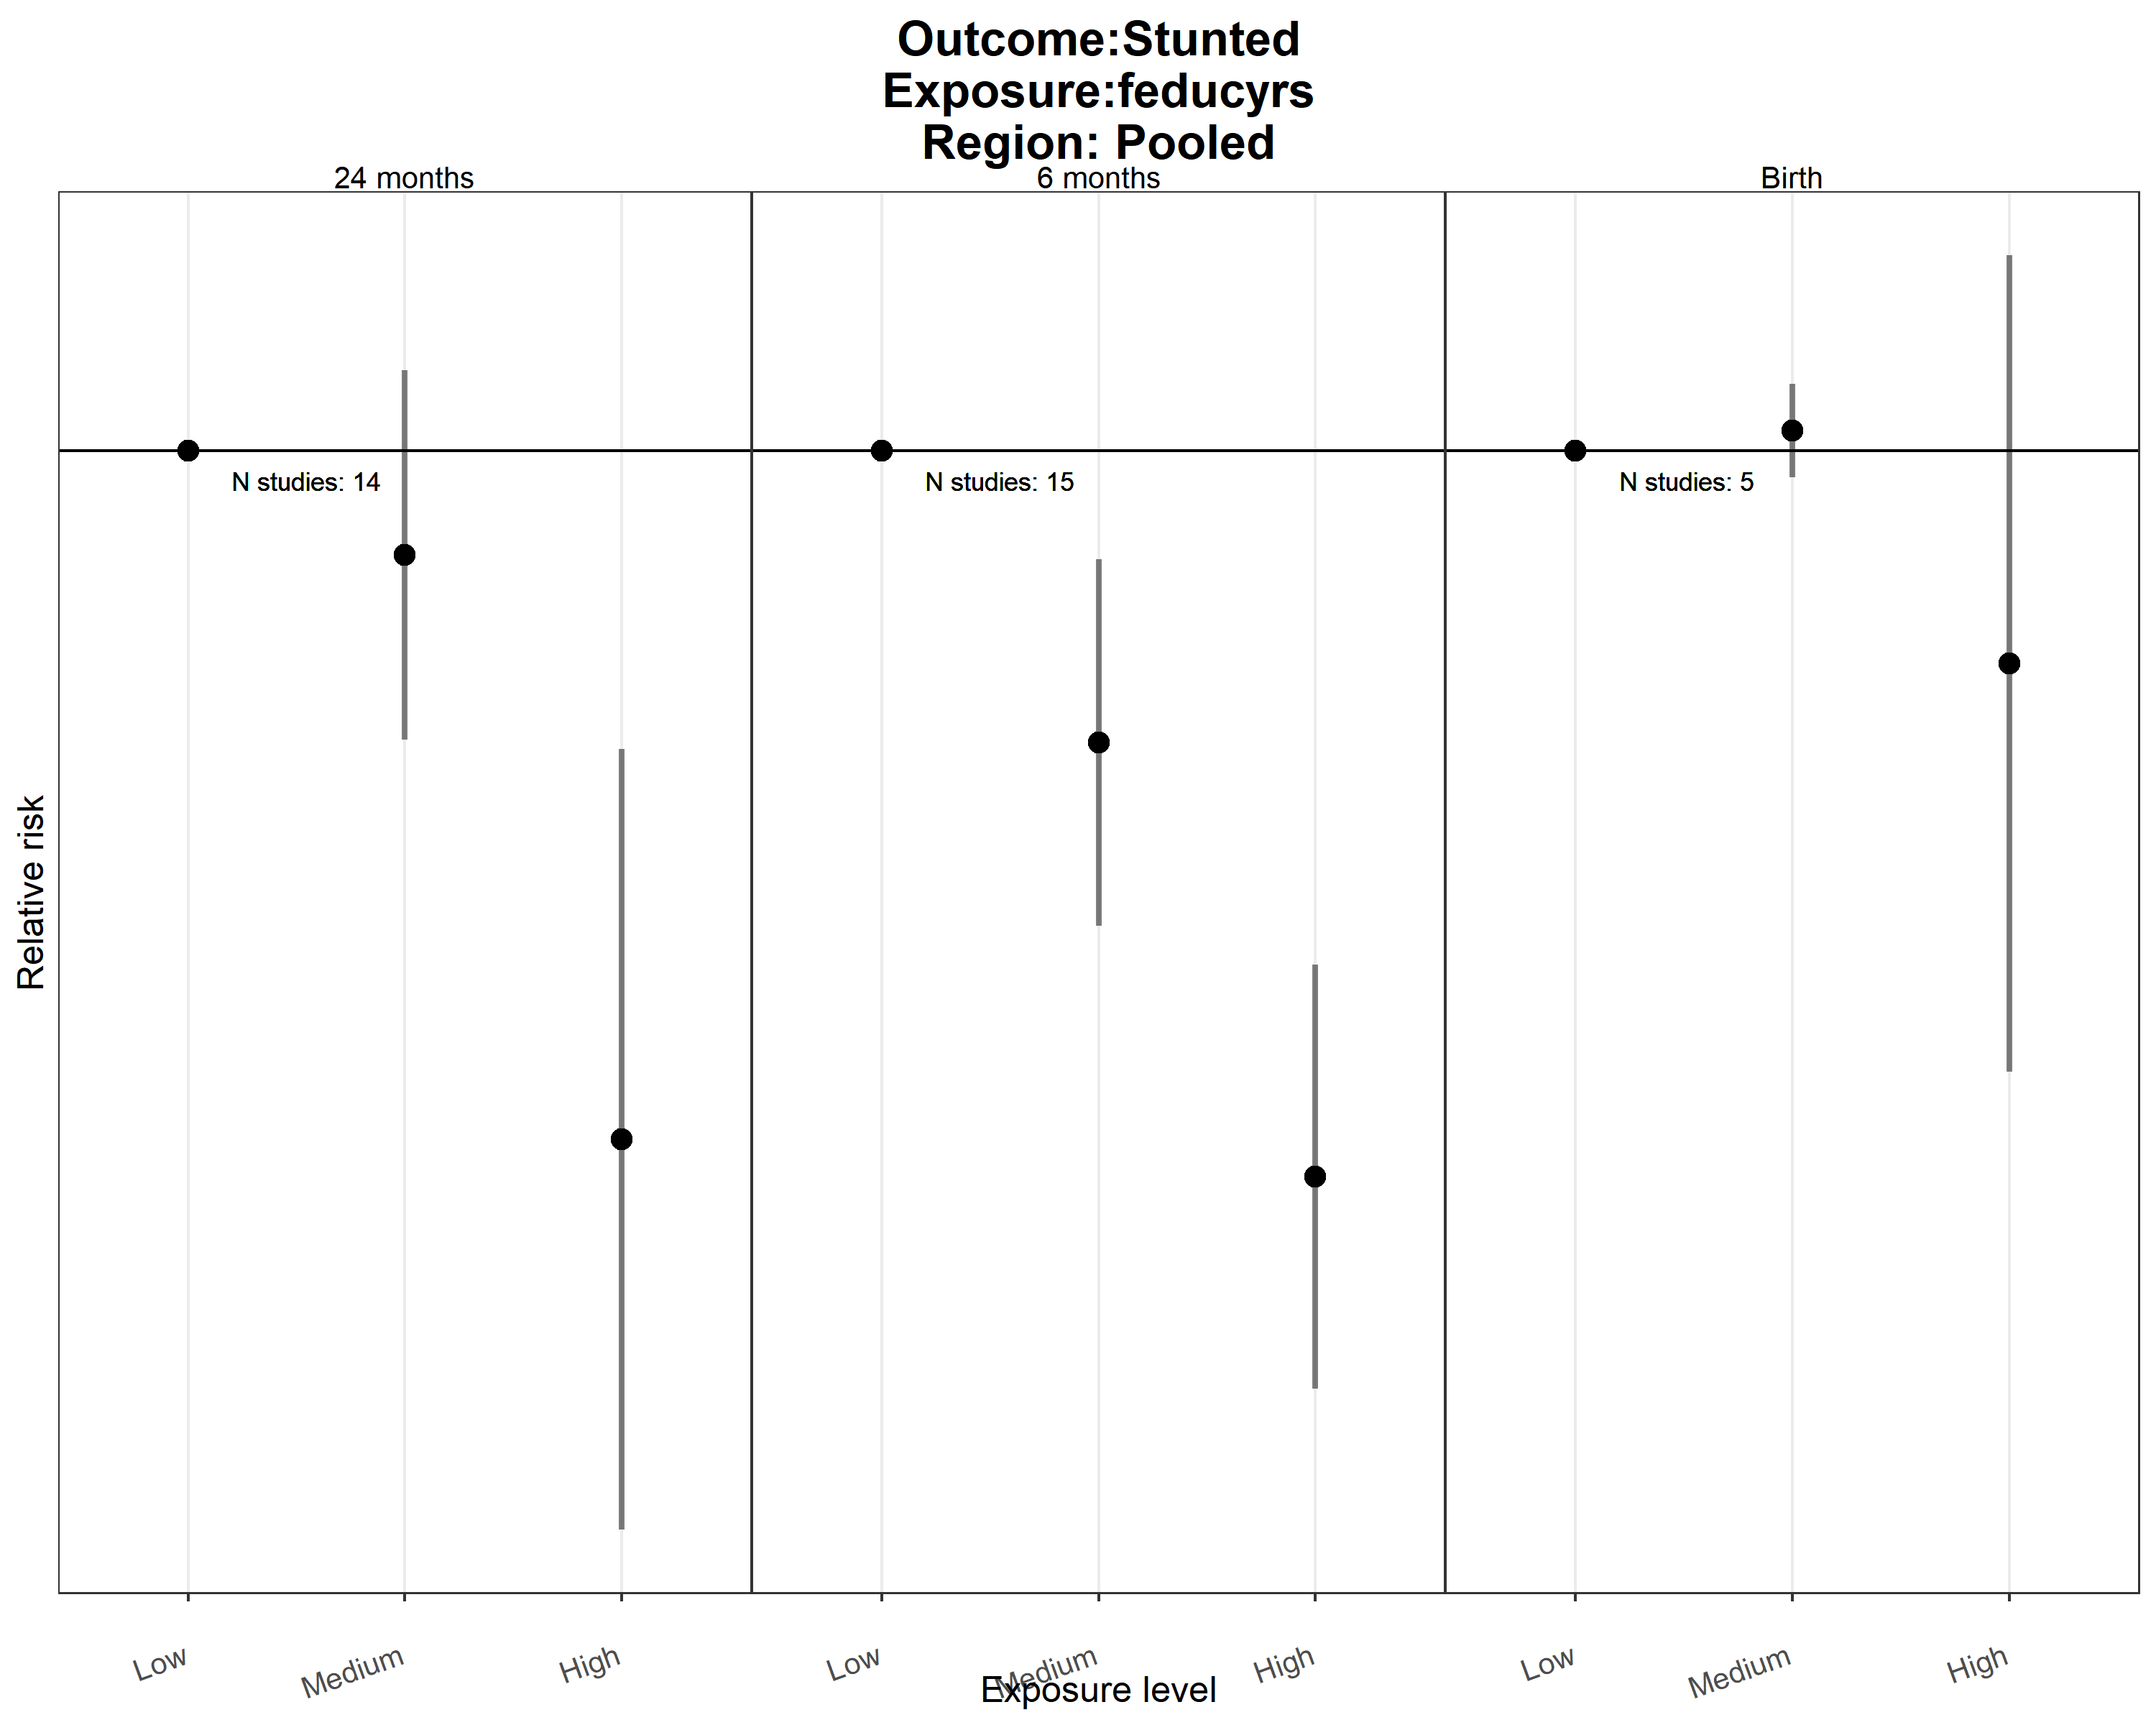 Outcome:Stunted
Exposure:feducyrs
Region: Pooled
24 months
6 months
Birth
N studies: 14
N studies: 15
N studies: 5
Relative risk
Low
Medium
High
Low
Medium
High
Low
Medium
High
Exposure level